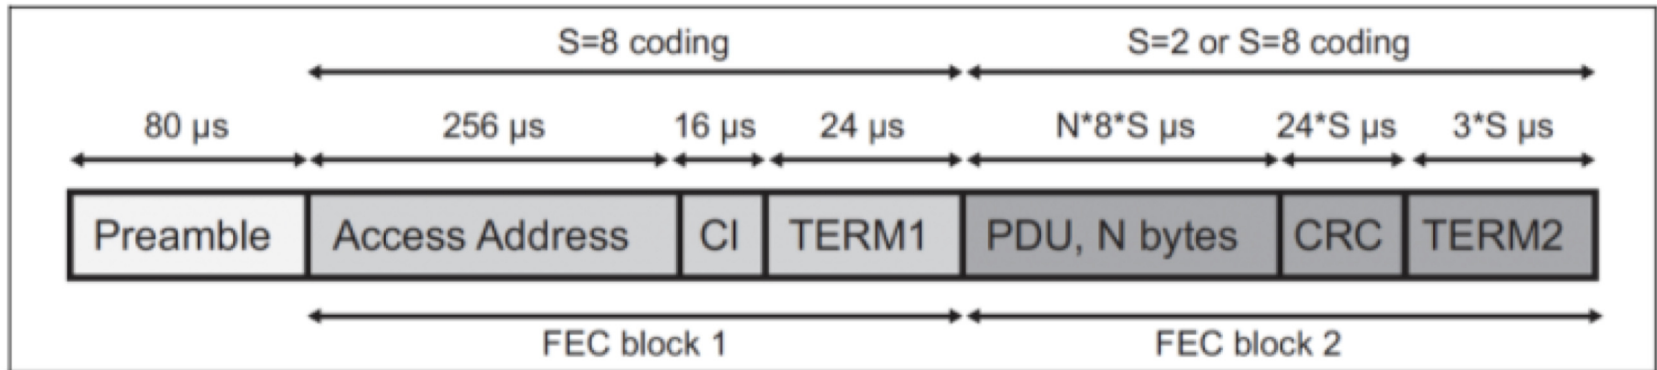 S=8 coding S=2 or S=8 coding
80 µs 256 µs 16 µs 24 µs N*8*S µs 24*S µs 3*S µs
Preamble Access Address CI TERM1 PDU, N bytes CRC TERM2
FEC block 1 FEC block 2